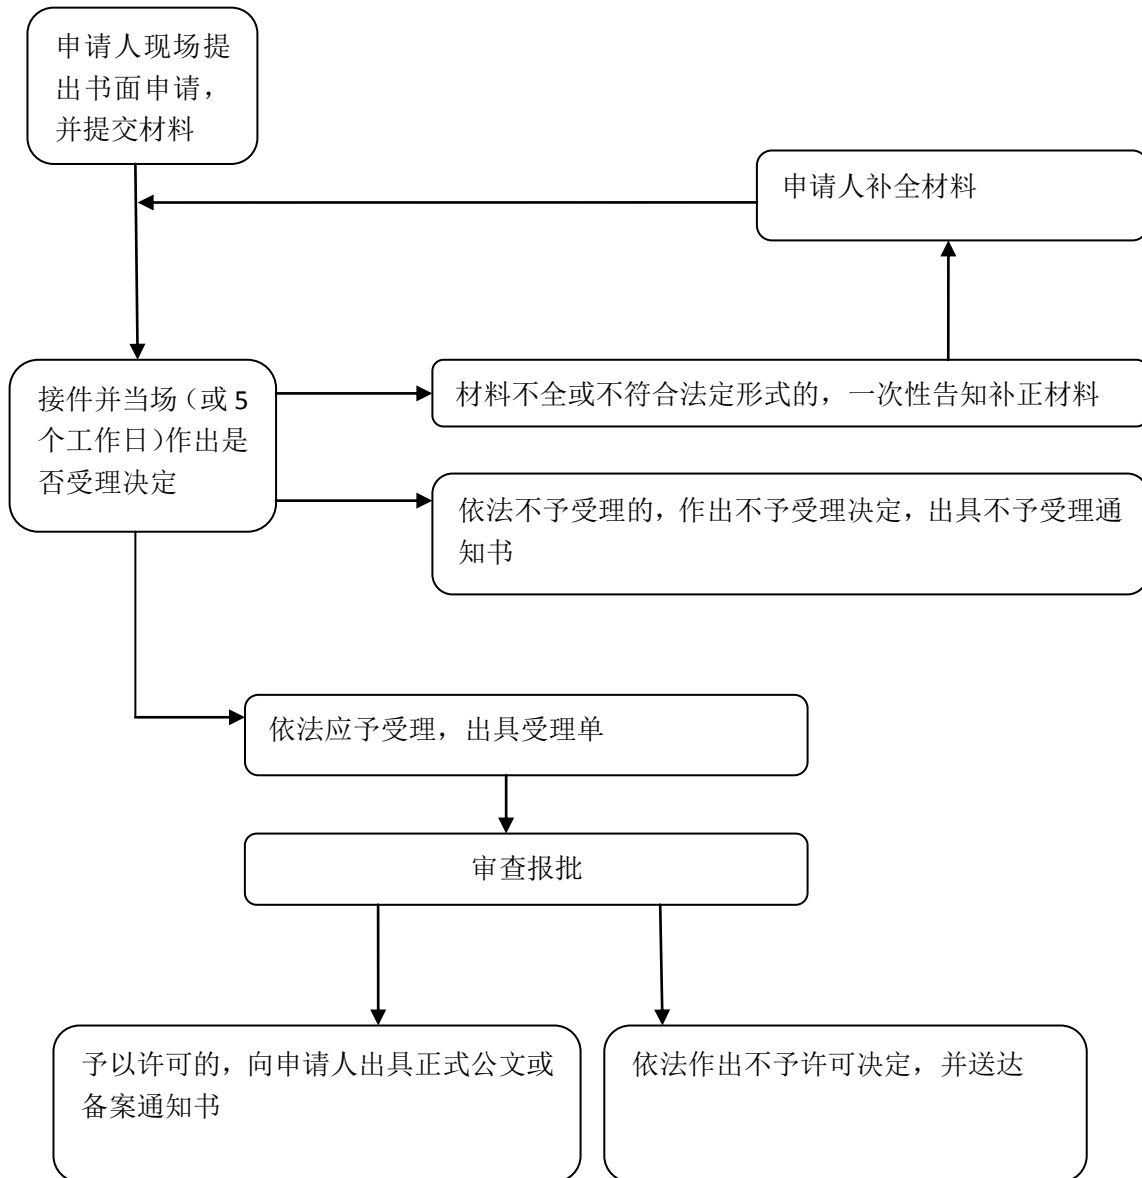 申请人现场提
出书面申请，
并提交材料
申请人补全材料
接件并当场（或5
个工作日）作出是
否受理决定
材料不全或不符合法定形式的，一次性告知补正材料
依法不予受理的，作出不予受理决定，出具不予受理通
知书
依法应予受理，出具受理单
审查报批
予以许可的，向申请人出具正式公文或
备案通知书
依法作出不予许可决定，并送达